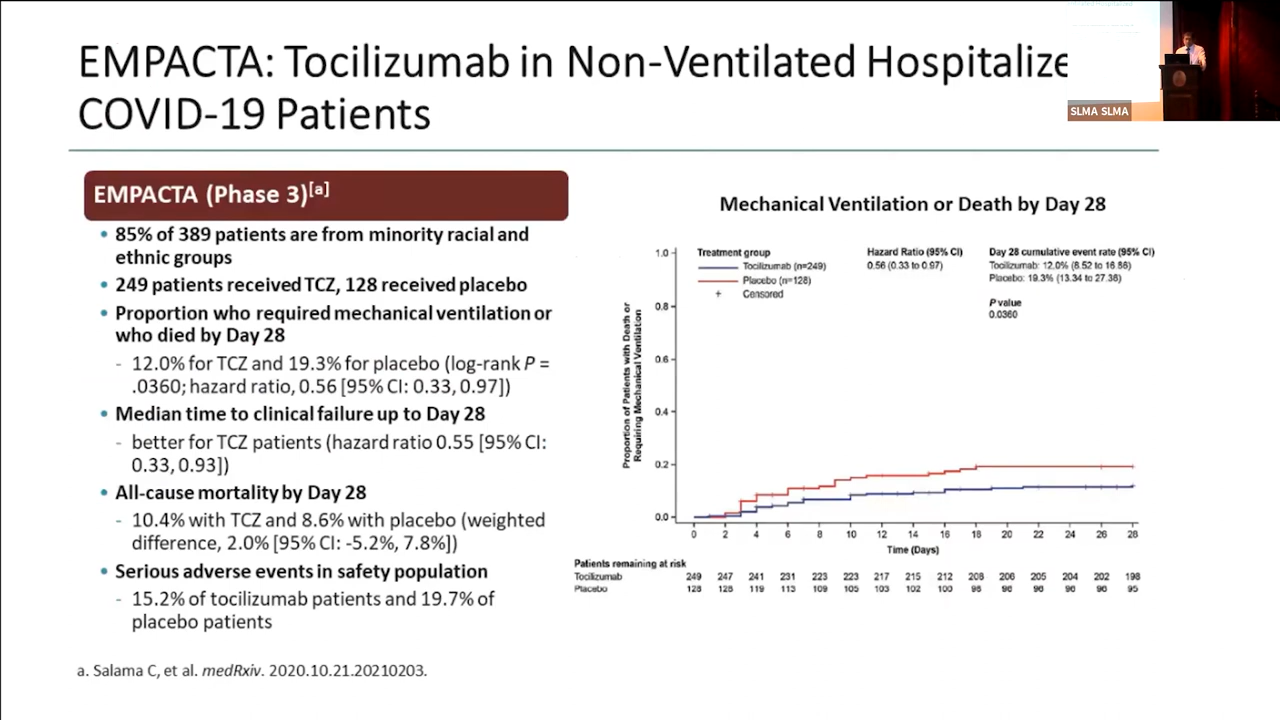 EMPACTA: Tocilizumab in Non-Ventilated Hospitalize
COVID-19 Patients
SLMA SLMA
EMPACTA (Phase 3)[a]
• 85% of 389 patients are from minority racial and
ethnic groups
• 249 patients received TCZ, 128 received placebo
• Proportion who required mechanical ventilation or
who died by Day 28
- 12.0% for TCZ and 19.3% for placebo (log-rank P =
.0360; hazard ratio, 0.56 [95% CI: 0.33, 0.97])
• Median time to clinical failure up to Day 28
- better for TCZ patients (hazard ratio 0.55 [95% CI:
0.33, 0.93])
• All-cause mortality by Day 28
- 10.4% with TCZ and 8.6% with placebo (weighted
difference, 2.0% [95% CI: -5.2%, 7.8%])
• Serious adverse events in safety population
- 15.2% of tocilizumab patients and 19.7% of
placebo patients
Mechanical Ventilation or Death by Day 28
Treatment group
Tocilizumab (n=249)
Placebo (n=128)
+ Censored
Hazard Ratio (95% CI)
0.56 (0.33 to 0.97)
Day 28 cumulative event rate (95% CI)
Tocilizumab: 12.0% (8.52 to 16.86)
Placebo: 19.3% (13.34 to 27.36)
P value
0.0360
Proportion of Patients with Death or
Requiring Mechanical Ventilation
1.0
0.8
0.6
0.4
0.2
0.0
0 2 4 6 8 10 12 14 16 18 20 22 24 26 28
Time (Days)
Patients remaining at risk
Tocilizumab 249 247 241 231 223 223 217 215 212 208 206 205 204 202 198
Placebo 128 128 119 113 109 105 103 102 100 96 96 96 96 96 95
a. Salama C, et al. medRxiv. 2020.10.21.20210203.